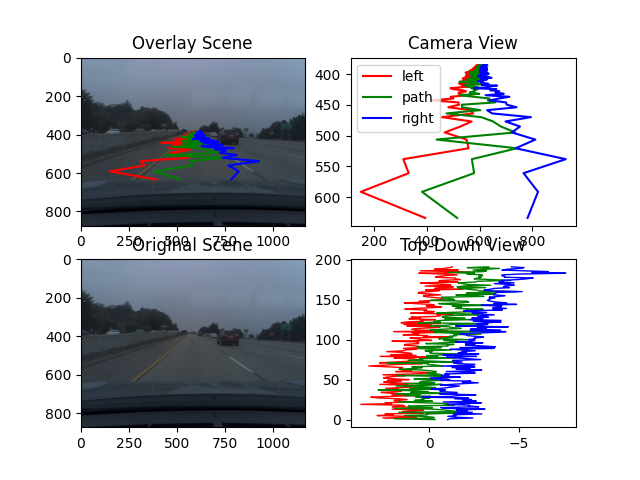 Overlay Scene
0
200
400
600
800
0 250 500 750 1000
Camera View
left
path
right
400
450
500
550
600
200 400 600 800
Original Scene
0
200
400
600
800
0 250 500 750 1000
Top-Down View
200
150
100
50
0
0 −5